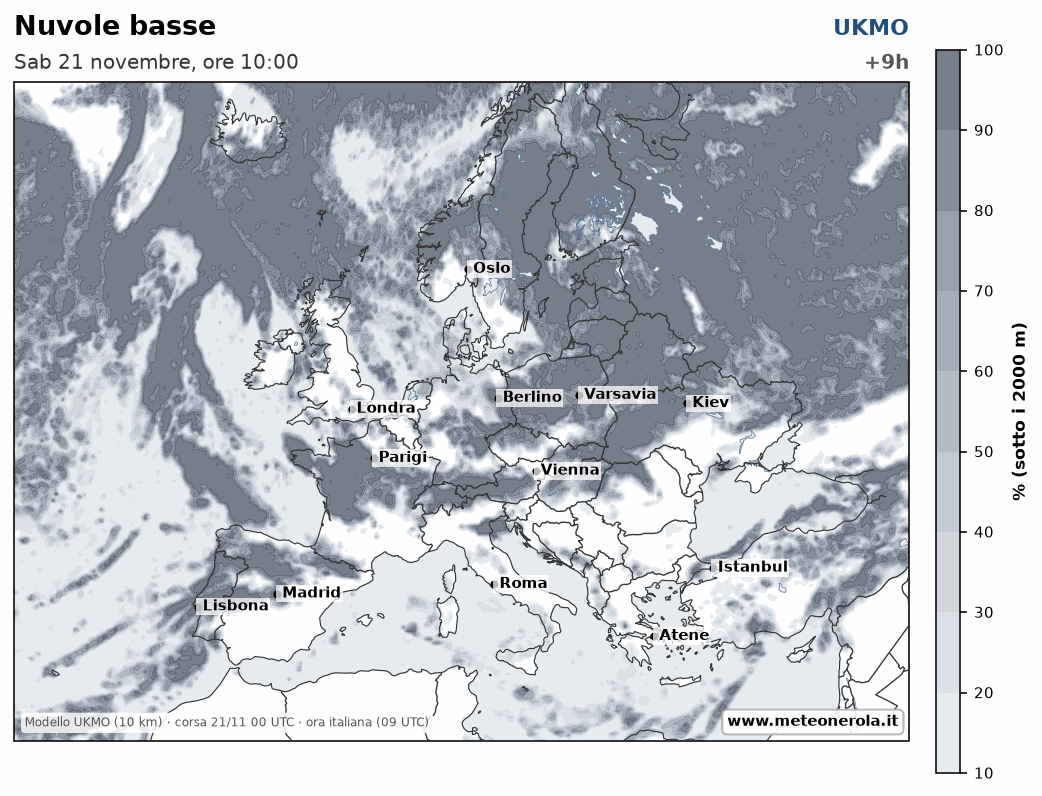 Nuvole basse
UKMO
Sab 21 novembre, ore 10:00
+9h
100
90
80
70
60
50
40
30
20
10
% (sotto i 2000 m)
Oslo
Berlino
Varsavia
Kiev
Londra
Parigi
Vienna
Istanbul
Roma
Madrid
Lisbona
Atene
Modello UKMO (10 km) · corsa 21/11 00 UTC · ora italiana (09 UTC)
www.meteonerola.it